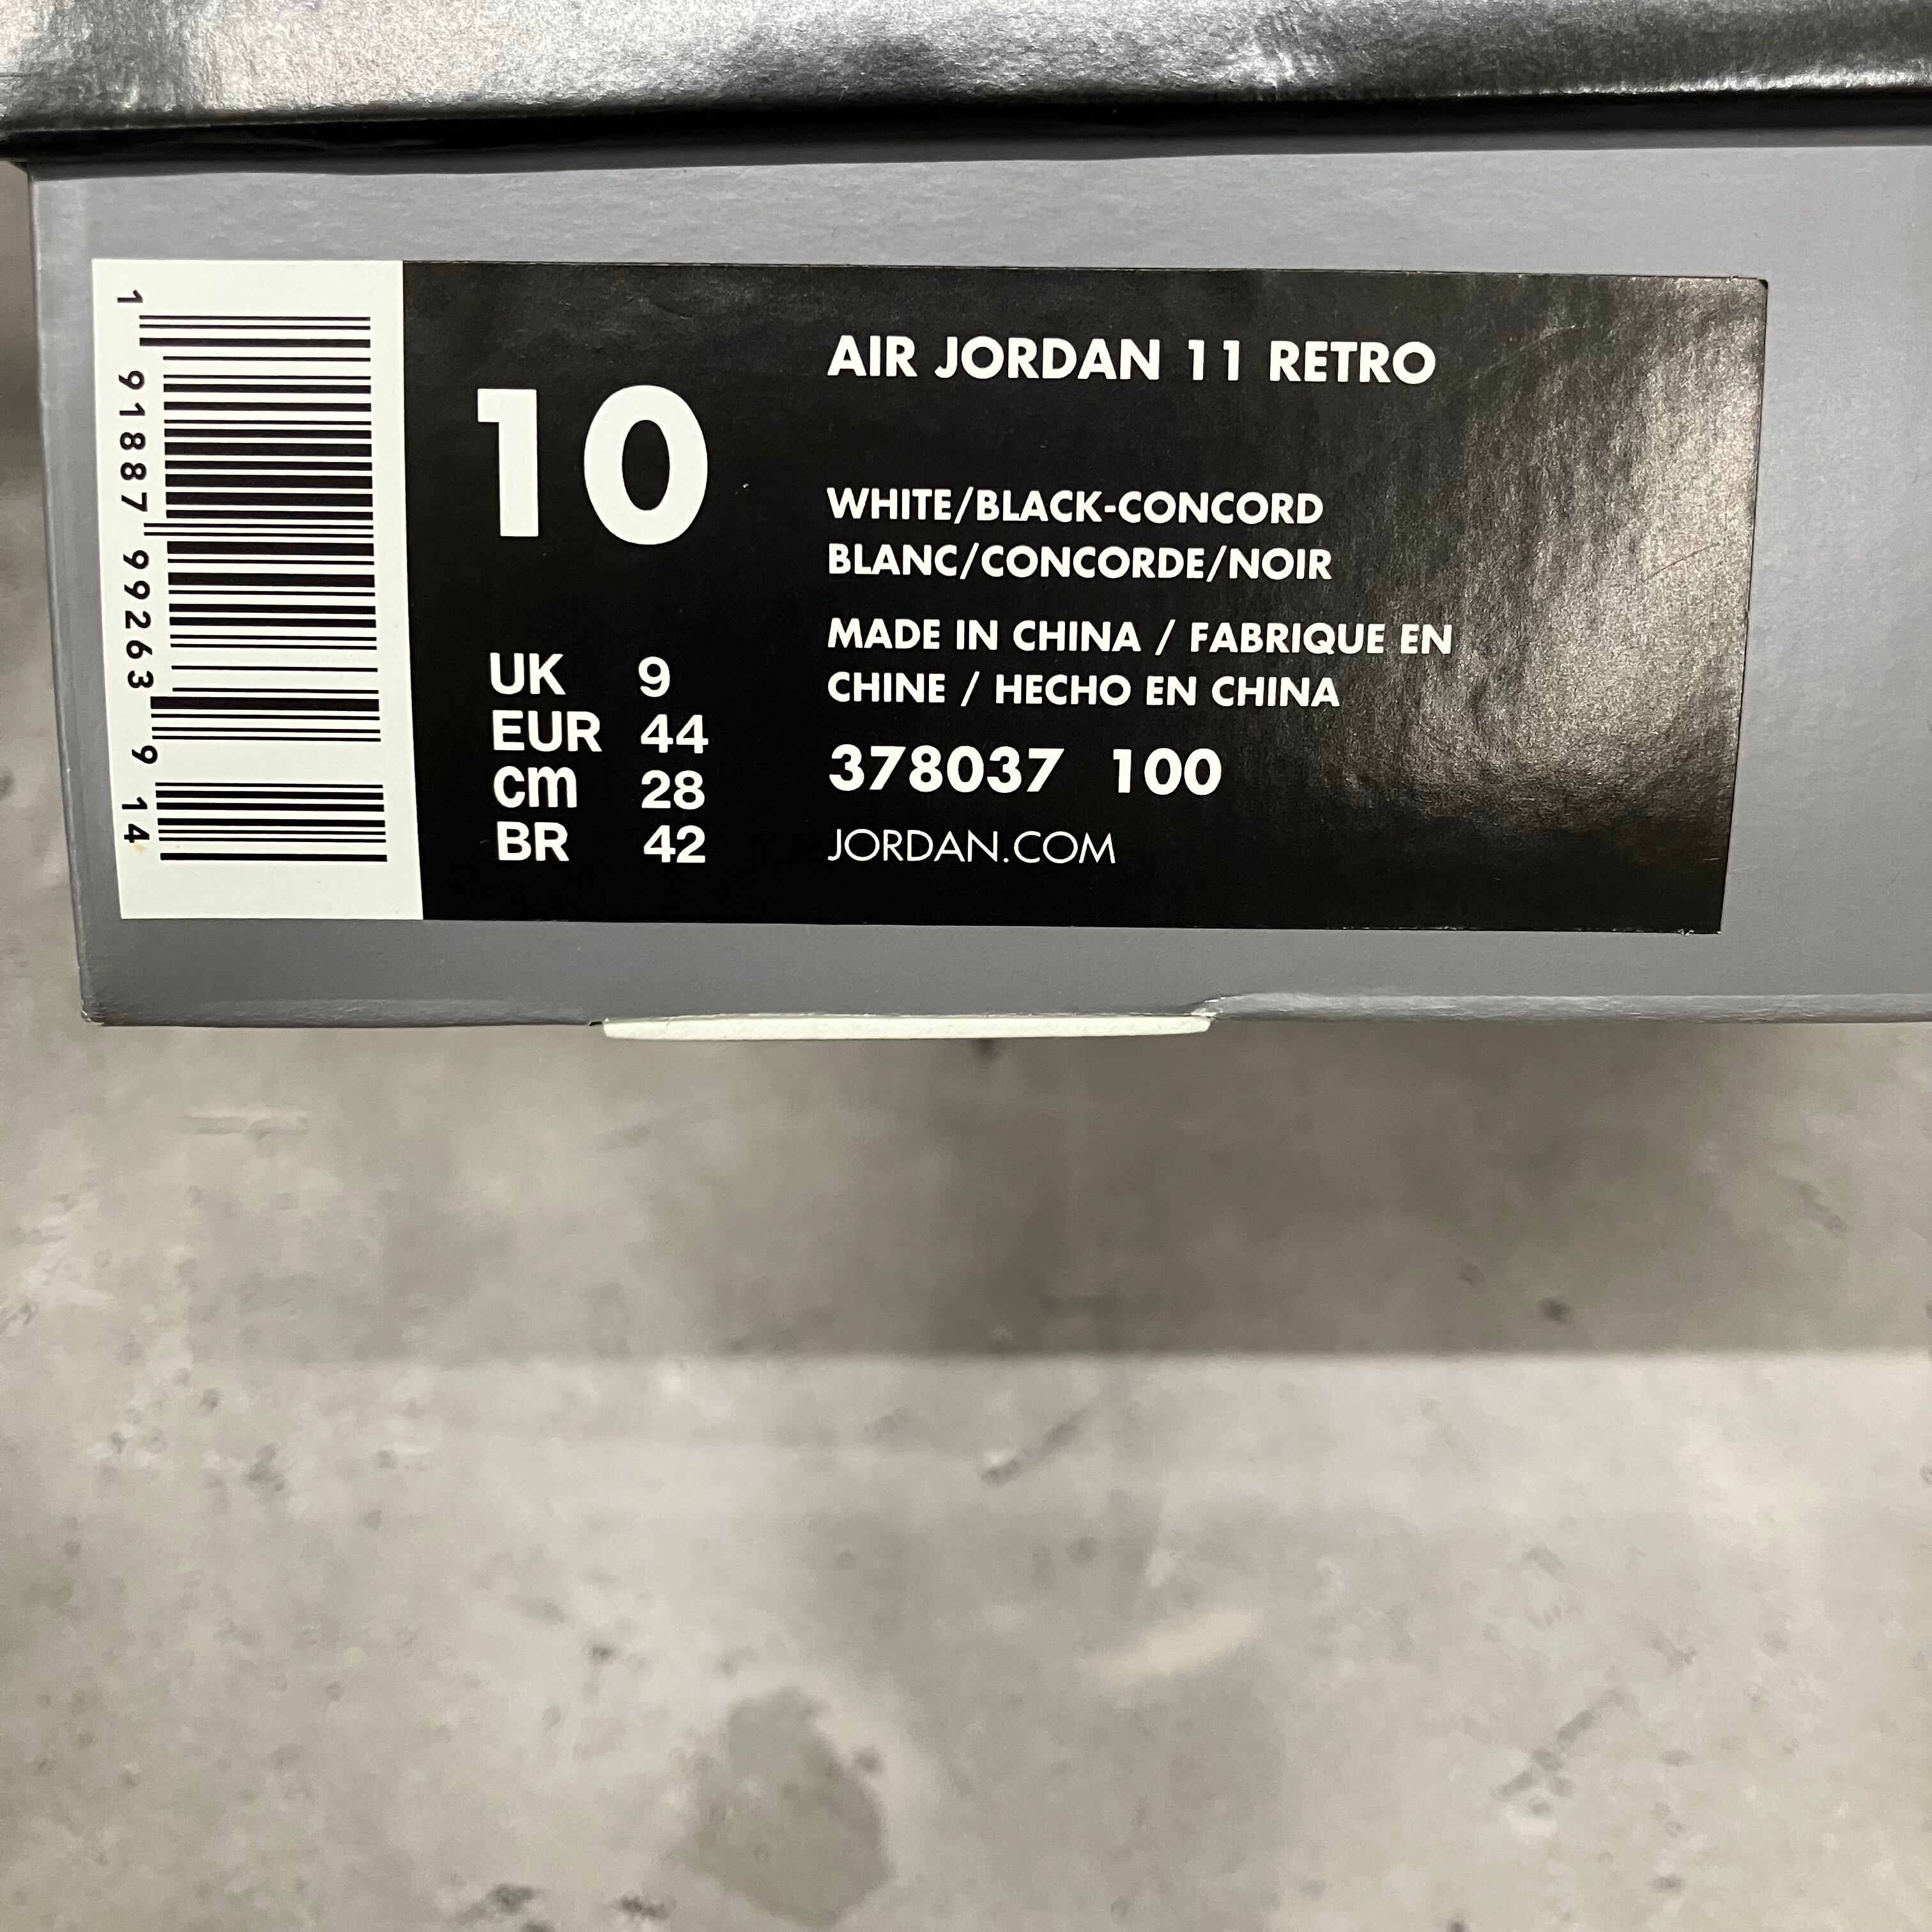 1 91887 99263 9 14
10
UK 9
EUR 44
cm 28
BR 42
AIR JORDAN 11 RETRO
WHITE/BLACK-CONCORD
BLANC/CONCORDE/NOIR
MADE IN CHINA / FABRIQUE EN
CHINE / HECHO EN CHINA
378037 100
JORDAN.COM